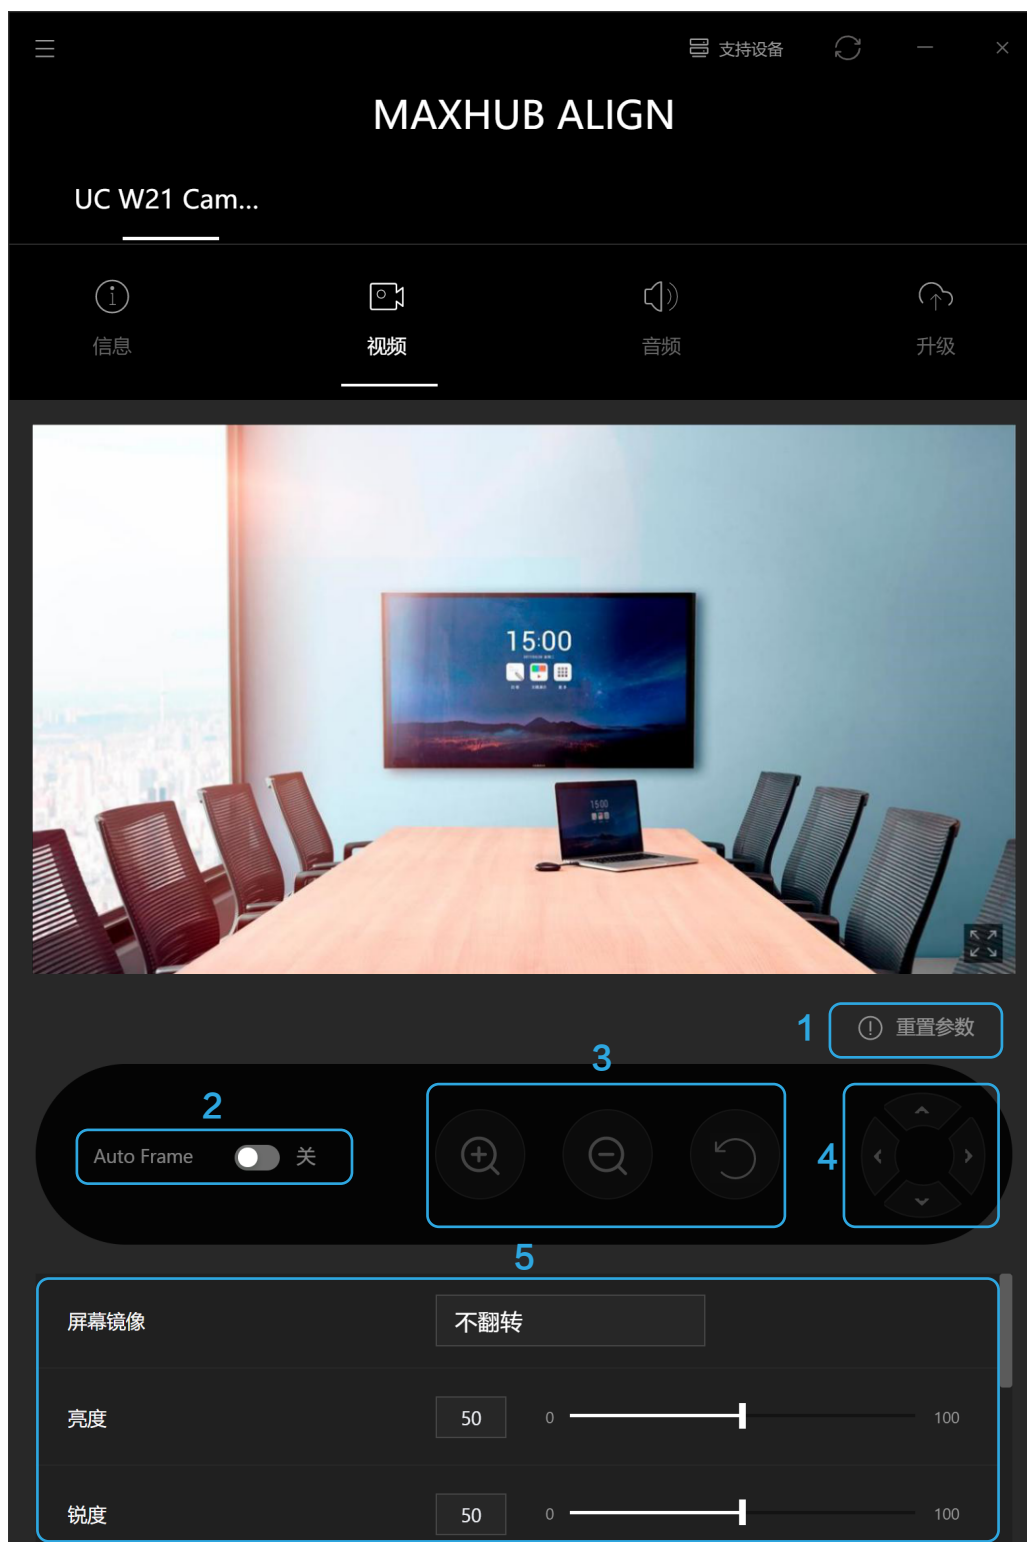 支持设备
MAXHUB ALIGN
UC W21 Cam...
信息 视频 音频 升级
15:00
15:00
1 重置参数
3
2
Auto Frame 关
4
5
屏幕镜像 不翻转
亮度 50 0 100
锐度 50 0 100